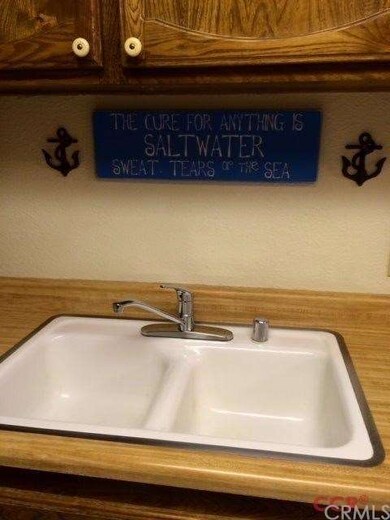 THE CURE FOR ANYTHING IS
SALTWATER
SWEAT. TEARS OR THE SEA
CRMLS